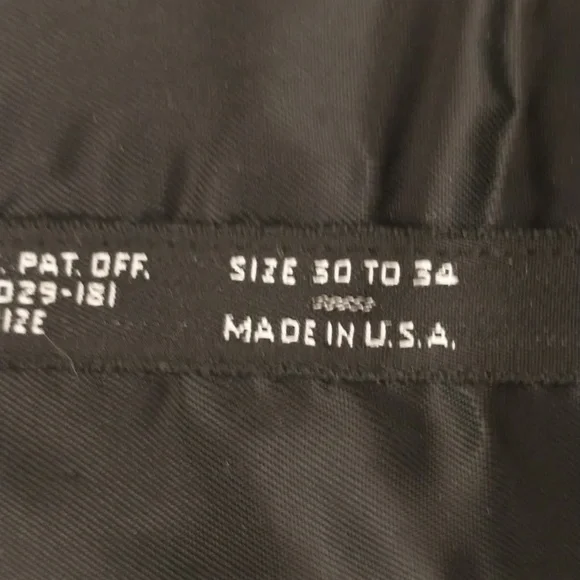 . PAT. OFF.
029-181
IZE
SIZE 30 TO 34
MADE IN U.S.A.